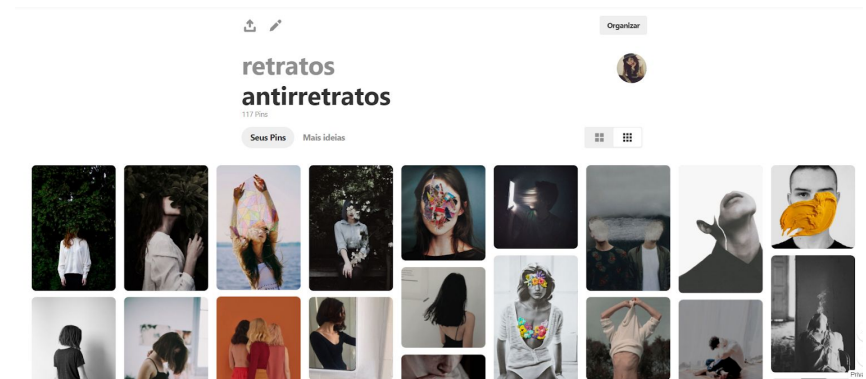 Organizar
retratos
antirretratos
117 Pins
Seus Pins
Mais ideias